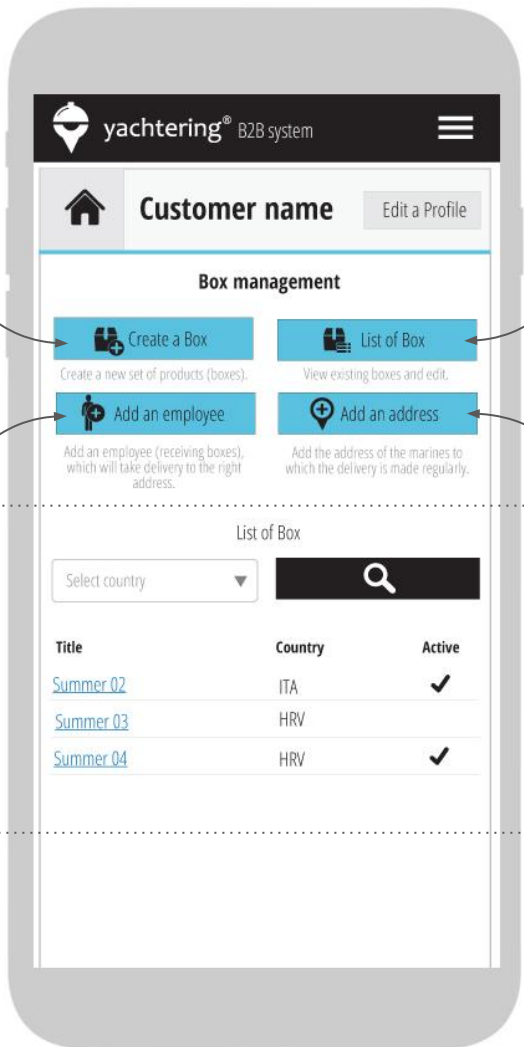 yachtering® B2B system
Customer name Edit a Profile
Box management
Create a Box List of Box
Create a new set of products (boxes). View existing boxes and edit.
Add an employee Add an address
Add an employee (receiving boxes),
which will take delivery to the right
address.
Add the address of the marines to
which the delivery is made regularly.
List of Box
Select country
Title Country Active
Summer 02 ITA
Summer 03 HRV
Summer 04 HRV